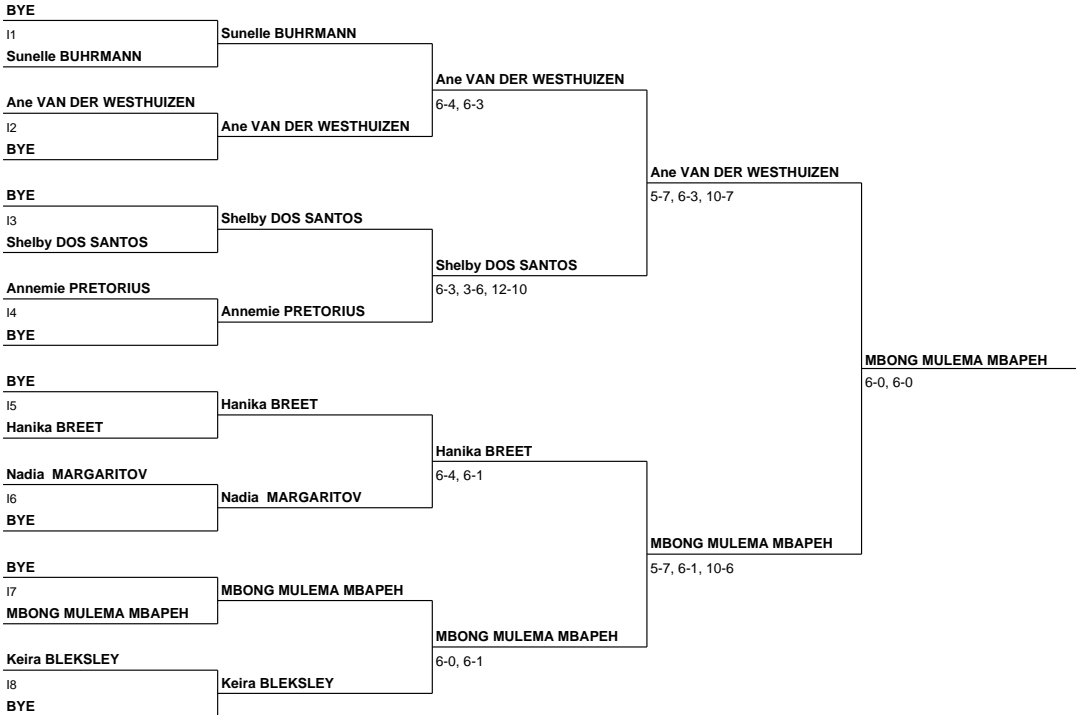 BYE
I1
Sunelle BUHRMANN
Ane VAN DER WESTHUIZEN
I2
BYE
BYE
I3
Shelby DOS SANTOS
Annemie PRETORIUS
I4
BYE
BYE
I5
Hanika BREET
Nadia MARGARITOV
I6
BYE
BYE
I7
MBONG MULEMA MBAPEH
Keira BLEKSLEY
I8
BYE
Sunelle BUHRMANN
Ane VAN DER WESTHUIZEN
Shelby DOS SANTOS
Annemie PRETORIUS
Hanika BREET
Nadia MARGARITOV
MBONG MULEMA MBAPEH
Keira BLEKSLEY
Ane VAN DER WESTHUIZEN
6-4, 6-3
Shelby DOS SANTOS
6-3, 3-6, 12-10
Hanika BREET
6-4, 6-1
MBONG MULEMA MBAPEH
6-0, 6-1
Ane VAN DER WESTHUIZEN
5-7, 6-3, 10-7
MBONG MULEMA MBAPEH
5-7, 6-1, 10-6
MBONG MULEMA MBAPEH
6-0, 6-0